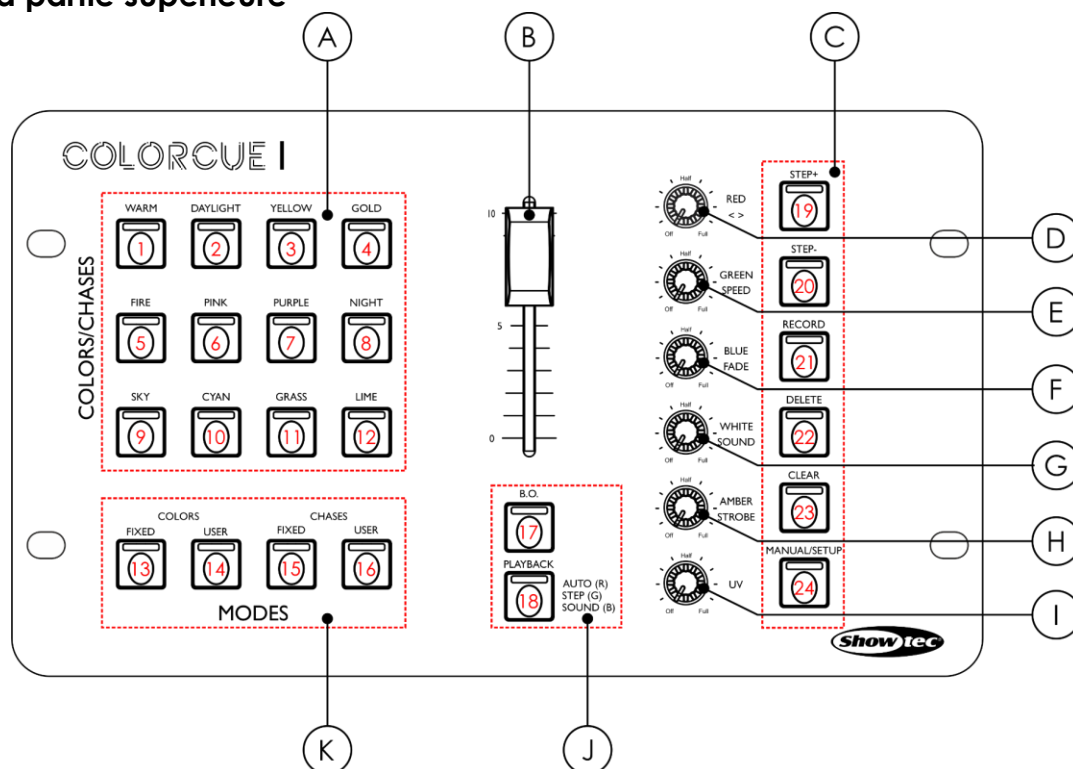 la partie supérieure
A
B
C
COLORCUE 1
WARM DAYLIGHT YELLOW GOLD
1 2 3 4
FIRE PINK PURPLE NIGHT
5 6 7 8
SKY CYAN GRASS LIME
9 10 11 12
COLORS/CHASES
COLORS CHASES
FIXED USER FIXED USER
13 14 15 16
MODES
10
5
0
B.O.
17
PLAYBACK
18
AUTO (R)
STEP (G)
SOUND (B)
Half
Off Full
RED
< >
Half
Off Full
GREEN
SPEED
Half
Off Full
BLUE
FADE
Half
Off Full
WHITE
SOUND
Half
Off Full
AMBER
STROBE
Half
Off Full
UV
STEP+
19
STEP-
20
RECORD
21
DELETE
22
CLEAR
23
MANUAL/SETUP
24
Showtec
D
E
F
G
H
I
K
J